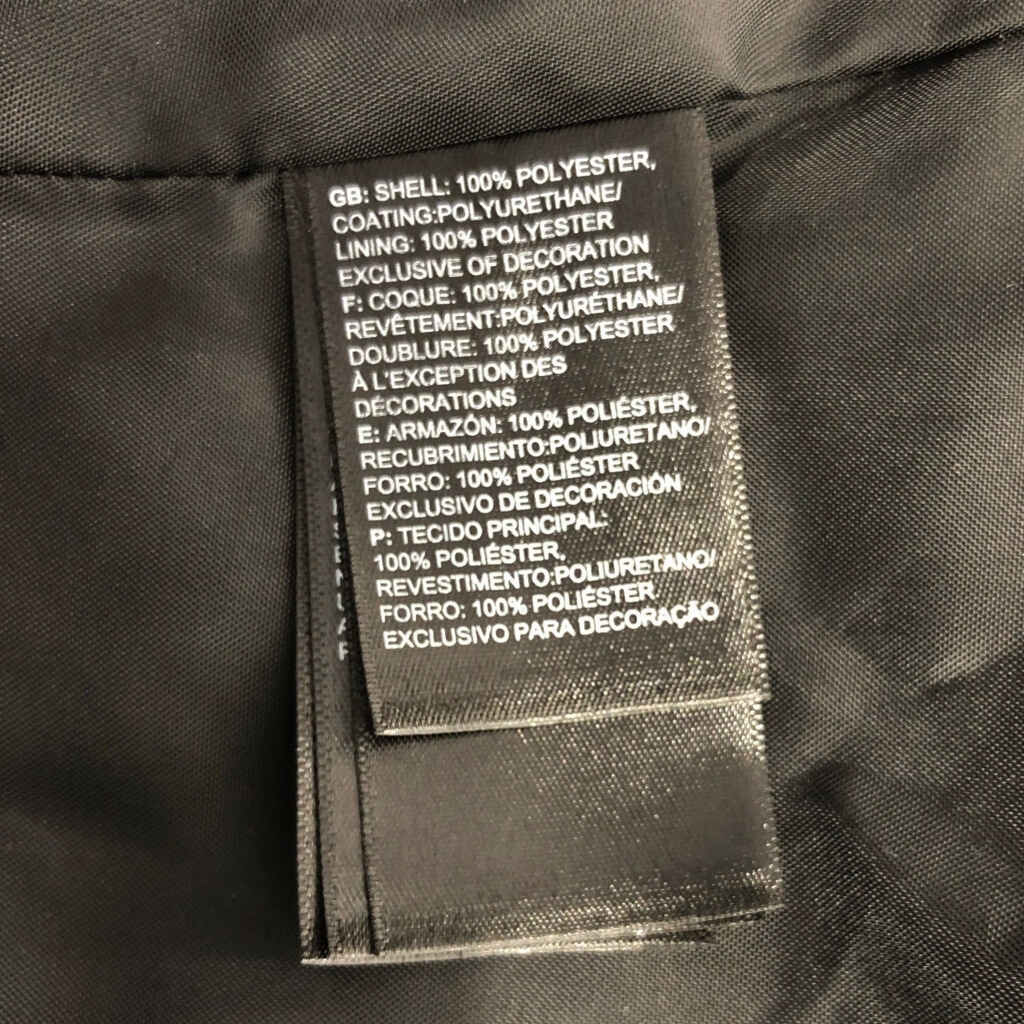 GB: SHELL: 100% POLYESTER,
COATING:POLYURETHANE/
LINING: 100% POLYESTER
EXCLUSIVE OF DECORATION
F: COQUE: 100% POLYESTER,
REVÊTEMENT:POLYURÉTHANE/
DOUBLURE: 100% POLYESTER
À L'EXCEPTION DES
DÉCORATIONS
E: ARMAZÓN: 100% POLIÉSTER,
RECUBRIMIENTO:POLIURETANO/
FORRO: 100% POLIÉSTER
EXCLUSIVO DE DECORACIÓN
P: TECIDO PRINCIPAL:
100% POLIÉSTER,
REVESTIMENTO:POLIURETANO/
FORRO: 100% POLIÉSTER
EXCLUSIVO PARA DECORAÇÃO